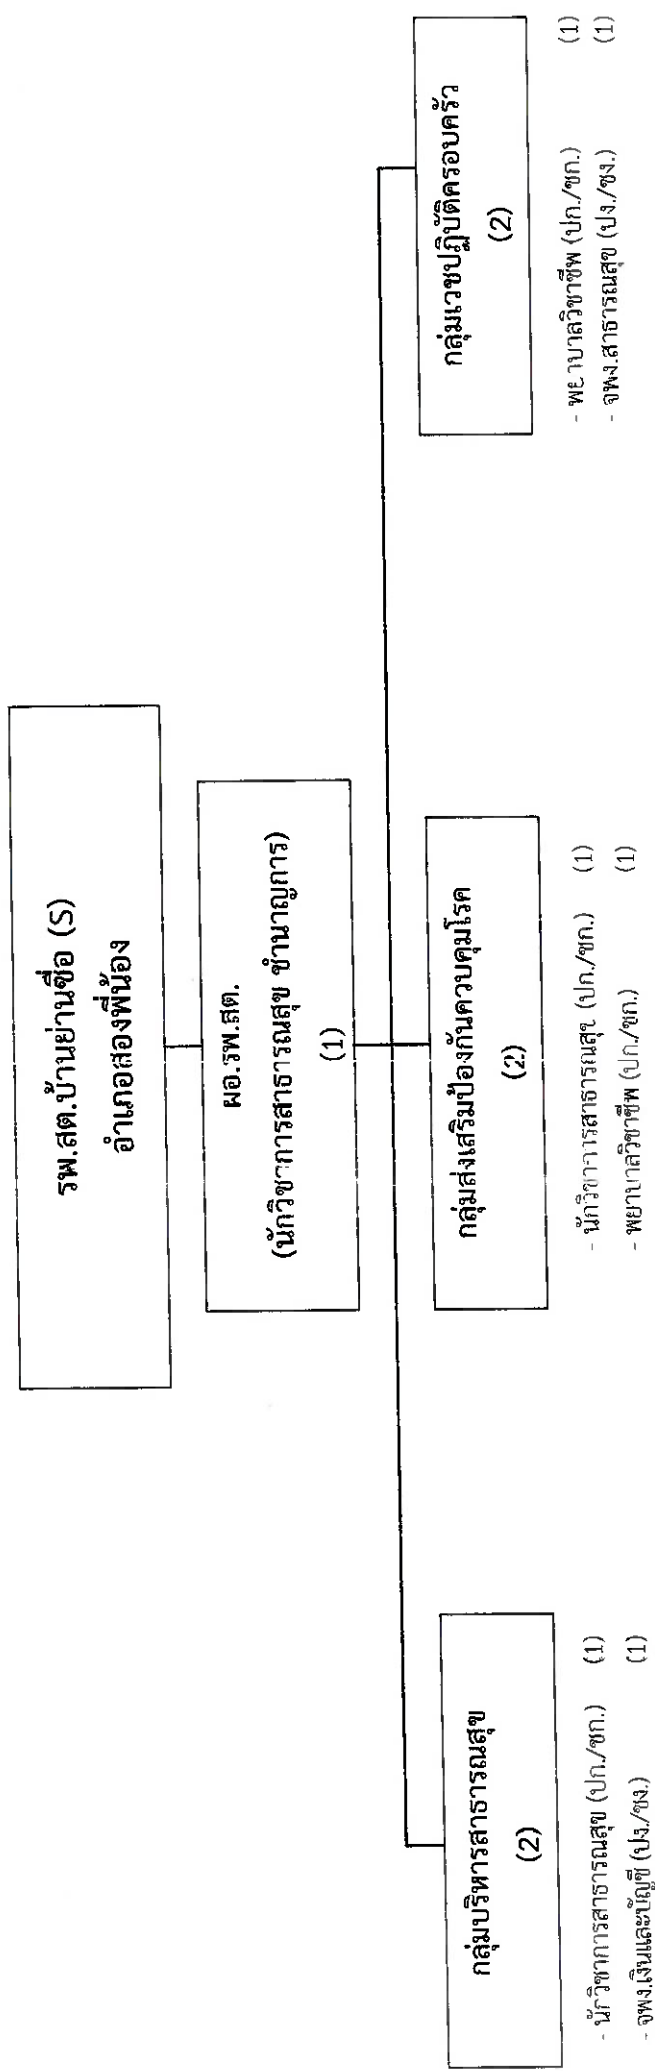 รพ.สต.บ้านย่านซื่อ (S)
อำเภอสองพี่น้อง
ผอ.รพ.สต.
(นักวิชาการสาธารณสุข ชำนาญการ)
(1)
กลุ่มบริหารสาธารณสุข
(2)
- นักวิชาการสาธารณสุข (ปก./ชก.) (1)
- จพง.เงินและบัญชี (ปง./ชง.) (1)
กลุ่มส่งเสริมป้องกันควบคุมโรค
(2)
- นักวิชาการสาธารณสุข (ปก./ชก.) (1)
- พยาบาลวิชาชีพ (ปก./ชก.) (1)
กลุ่มเวชปฏิบัติครอบครัว
(2)
- พยาบาลวิชาชีพ (ปก./ชก.) (1)
- จพง.สาธารณสุข (ปง./ชง.) (1)